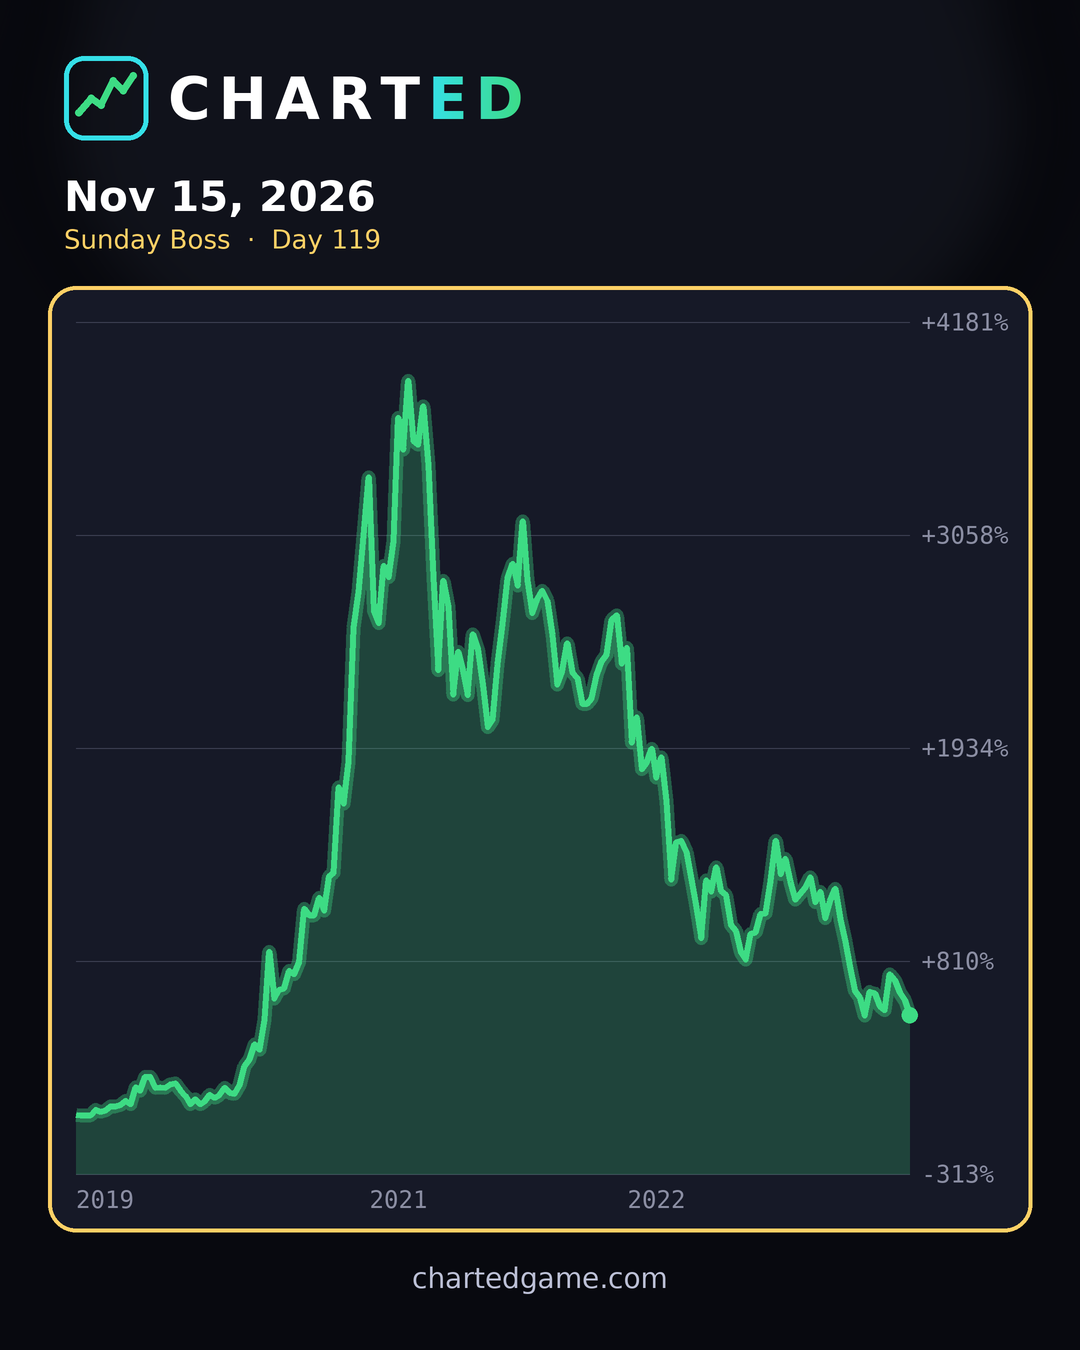 CHARTED
Nov 15, 2026
Sunday Boss · Day 119
+4181%
+3058%
+1934%
+810%
-313%
2019 2021 2022
chartedgame.com